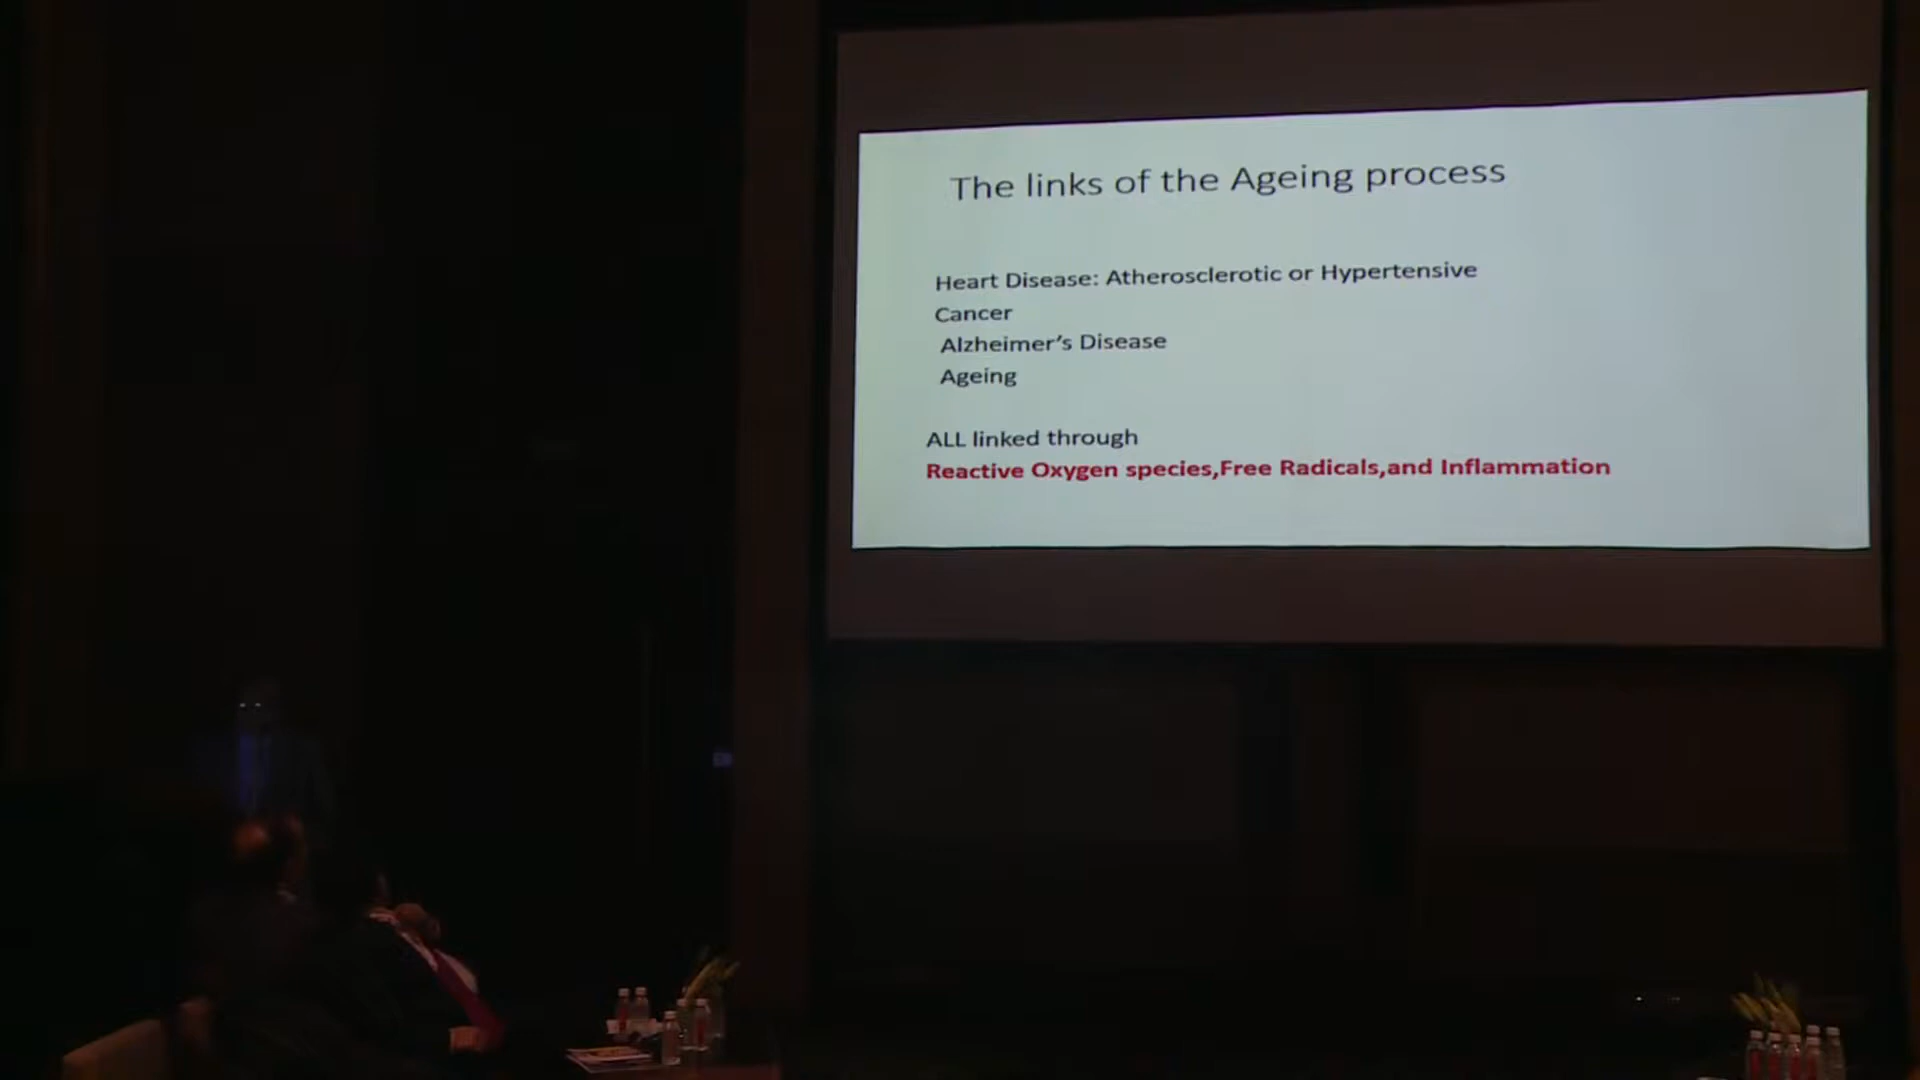 The links of the Ageing process
Heart Disease: Atherosclerotic or Hypertensive
Cancer
Alzheimer’s Disease
Ageing
ALL linked through
Reactive Oxygen species,Free Radicals,and Inflammation